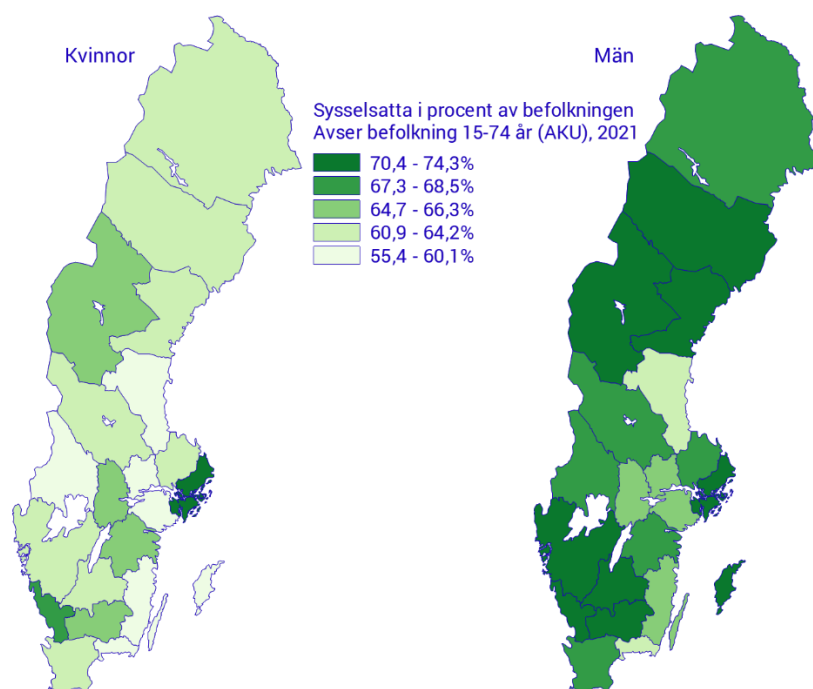 Kvinnor
Män
Sysselsatta i procent av befolkningen
Avser befolkning 15-74 år (AKU), 2021
70,4 - 74,3%
67,3 - 68,5%
64,7 - 66,3%
60,9 - 64,2%
55,4 - 60,1%